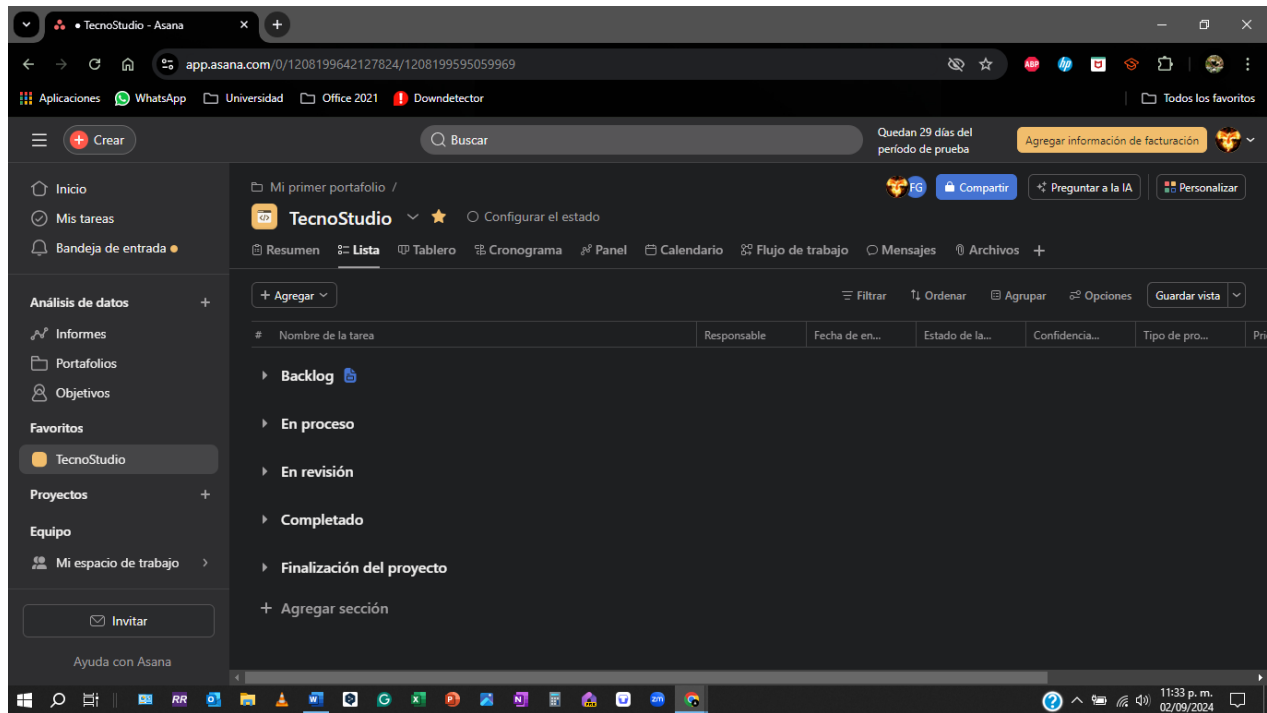 TecnoStudio - Asana
app.asana.com/0/1208199642127824/1208199595059969
ABP
hp
Aplicaciones WhatsApp Universidad Office 2021 Downdetector Todos los favoritos
Crear
Buscar
Quedan 29 días del
período de prueba
Agregar información de facturación
Inicio
Mis tareas
Bandeja de entrada
Análisis de datos
Informes
Portafolios
Objetivos
Favoritos
TecnoStudio
Proyectos
Equipo
Mi espacio de trabajo
Invitar
Ayuda con Asana
Mi primer portafolio /
FG
Compartir
Preguntar a la IA
Personalizar
TecnoStudio
Configurar el estado
Resumen Lista Tablero Cronograma Panel Calendario Flujo de trabajo Mensajes Archivos
+ Agregar
Filtrar Ordenar Agrupar Opciones Guardar vista
# Nombre de la tarea Responsable Fecha de en... Estado de la... Confidencia... Tipo de pro... Pri
Backlog
En proceso
En revisión
Completado
Finalización del proyecto
+ Agregar sección
RR
zm
11:33 p. m.
02/09/2024